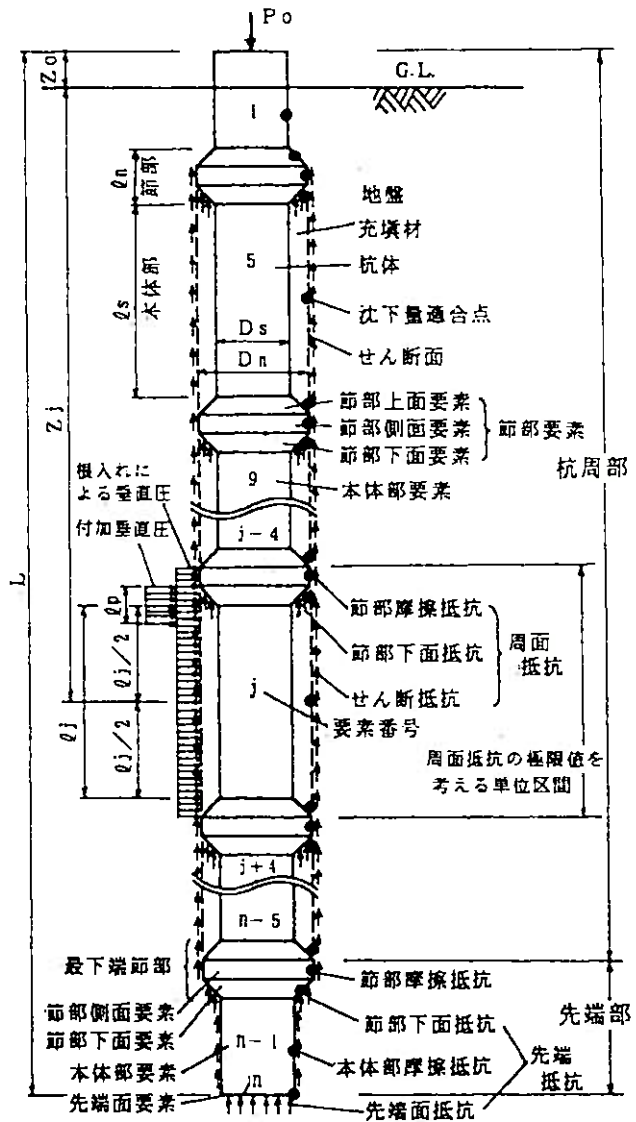 Po
Zo
G.L.
1
ℓn
節部
地盤
充填材
5
杭体
ℓs
本体部
沈下量適合点
Ds
せん断面
Dn
Zj
節部上面要素
節部側面要素
節部要素
節部下面要素
杭周部
根入れに
よる垂直圧
9
本体部要素
付加垂直圧
j-4
L
ℓp
節部摩擦抵抗
周面
抵抗
ℓj/2
節部下面抵抗
せん断抵抗
ℓj
j
要素番号
ℓj/2
周面抵抗の極限値を
考える単位区間
j+4
n-5
最下端節部
節部摩擦抵抗
節部側面要素
節部下面抵抗
先端部
節部下面要素
n-1
本体部要素
本体部摩擦抵抗
先端
抵抗
n
先端面要素
先端面抵抗